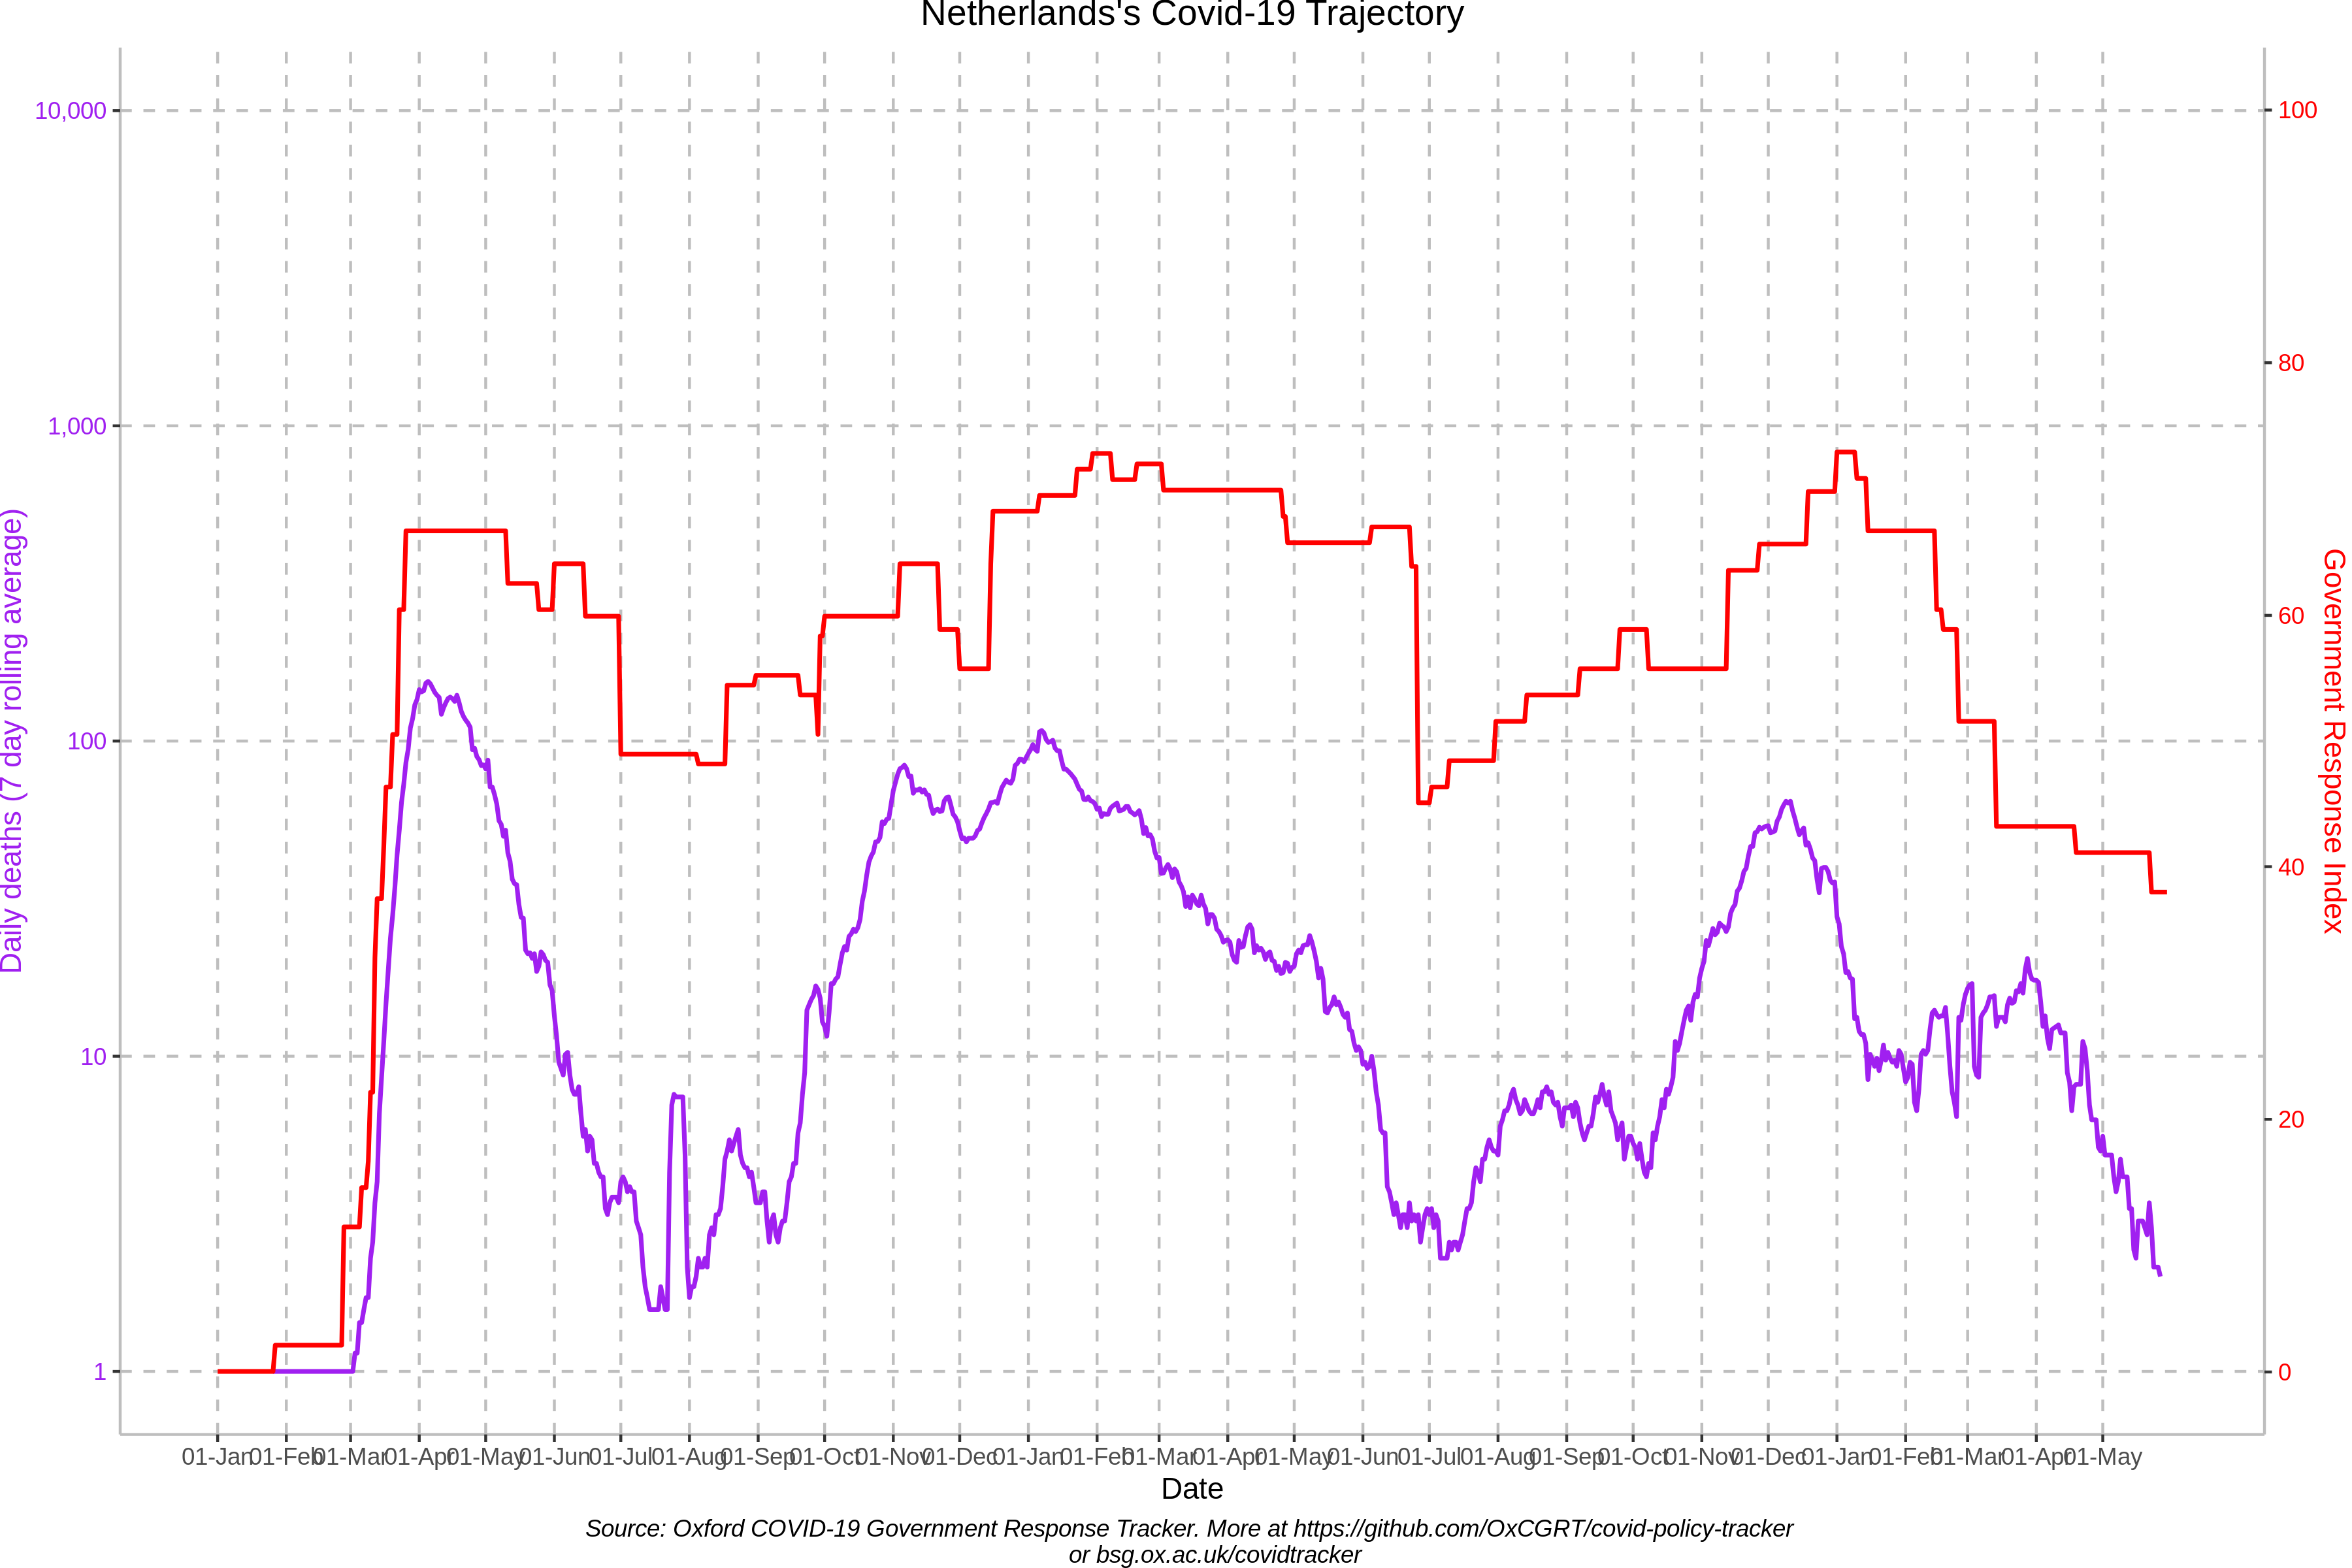 Netherlands's Covid-19 Trajectory
10,000
1,000
100
10
1
Daily deaths (7 day rolling average)
100
80
60
40
20
0
Government Response Index
01-Jan 01-Feb 01-Mar 01-Apr 01-May 01-Jun 01-Jul 01-Aug 01-Sep 01-Oct 01-Nov 01-Dec 01-Jan 01-Feb 01-Mar 01-Apr 01-May 01-Jun 01-Jul 01-Aug 01-Sep 01-Oct 01-Nov 01-Dec 01-Jan 01-Feb 01-Mar 01-Apr 01-May
Date
Source: Oxford COVID-19 Government Response Tracker. More at https://github.com/OxCGRT/covid-policy-tracker
or bsg.ox.ac.uk/covidtracker